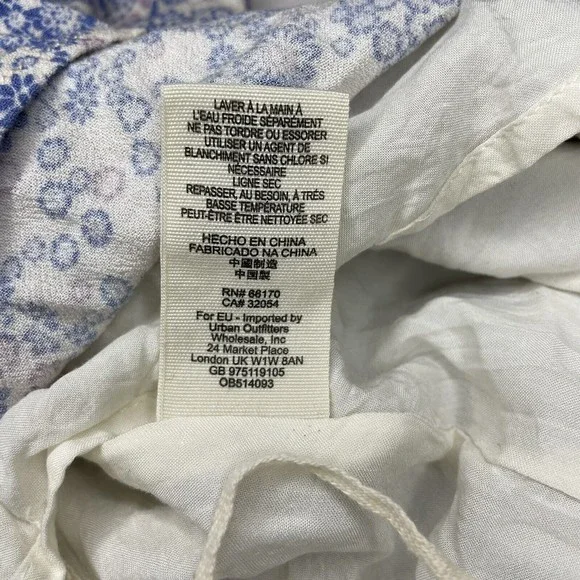 LAVER À LA MAIN À
L'EAU FROIDE SÉPARÉMENT
NE PAS TORDRE OU ESSORER
UTILISER UN AGENT DE
BLANCHIMENT SANS CHLORE SI
NÉCESSAIRE
LIGNE SEC
REPASSER, AU BESOIN, À TRÈS
BASSE TEMPÉRATURE
PEUT-ÊTRE ÊTRE NETTOYÉ SEC
HECHO EN CHINA
FABRICADO NA CHINA
中國制造
中国製
RN# 66170
CA# 32054
For EU - Imported by
Urban Outfitters
Wholesale, Inc
24 Market Place
London UK W1W 8AN
GB 975119105
OB514093